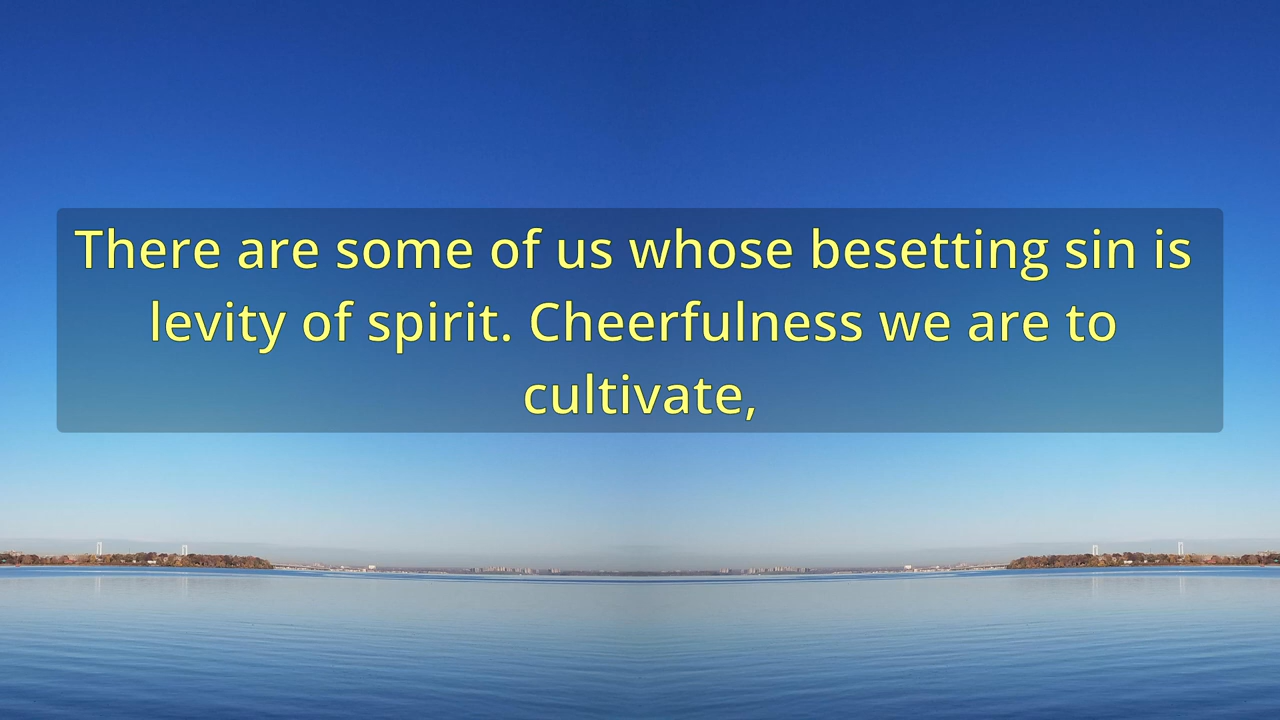 There are some of us whose besetting sin is
levity of spirit. Cheerfulness we are to
cultivate,